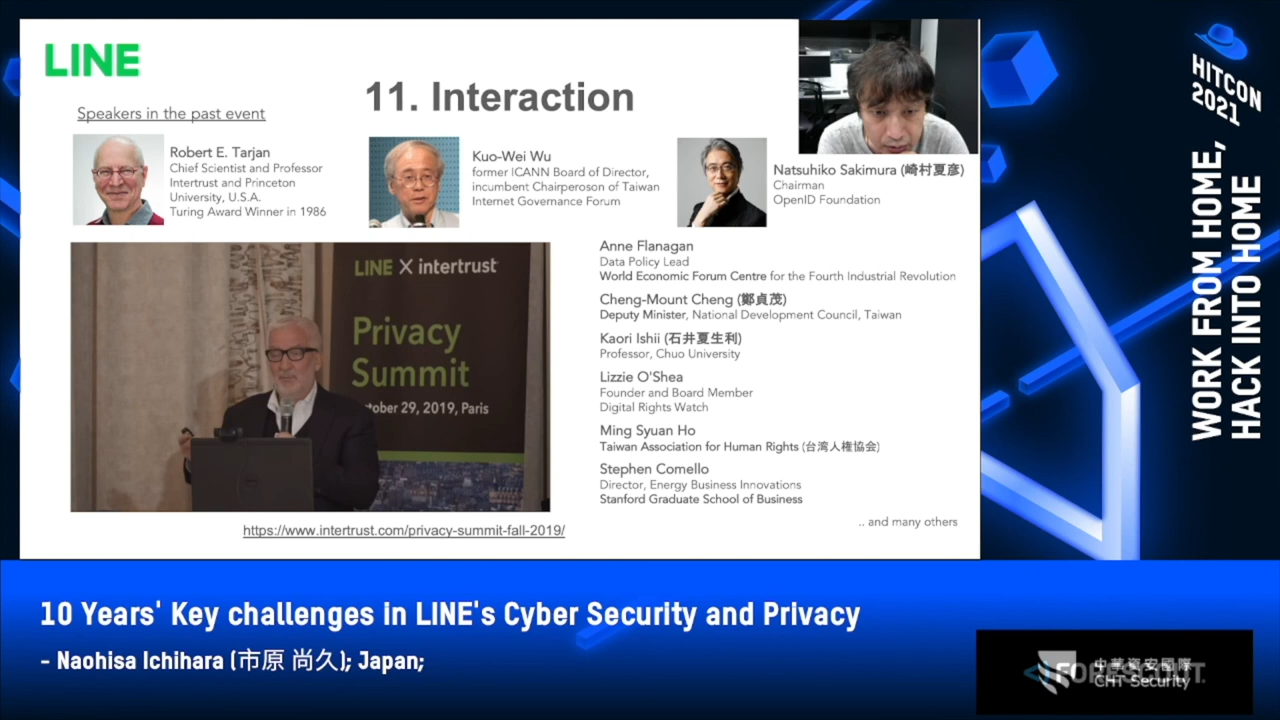 LINE
11. Interaction
Speakers in the past event
Robert E. Tarjan
Chief Scientist and Professor
Intertrust and Princeton
University, U.S.A.
Turing Award Winner in 1986
Kuo-Wei Wu
former ICANN Board of Director,
incumbent Chairperoson of Taiwan
Internet Governance Forum
Natsuhiko Sakimura (崎村夏彦)
Chairman
OpenID Foundation
LINE X intertrust
Privacy
Summit
ctober 29, 2019, Paris
Anne Flanagan
Data Policy Lead
World Economic Forum Centre for the Fourth Industrial Revolution
Cheng-Mount Cheng (鄭貞茂)
Deputy Minister, National Development Council, Taiwan
Kaori Ishii (石井夏生利)
Professor, Chuo University
Lizzie O'Shea
Founder and Board Member
Digital Rights Watch
Ming Syuan Ho
Taiwan Association for Human Rights (台湾人権協会)
Stephen Comello
Director, Energy Business Innovations
Stanford Graduate School of Business
.. and many others
https://www.intertrust.com/privacy-summit-fall-2019/
HITCON
2021
WORK FROM HOME,
HACK INTO HOME
10 Years' Key challenges in LINE's Cyber Security and Privacy
- Naohisa Ichihara (市原 尚久); Japan;
中華資安國際
CHT Security